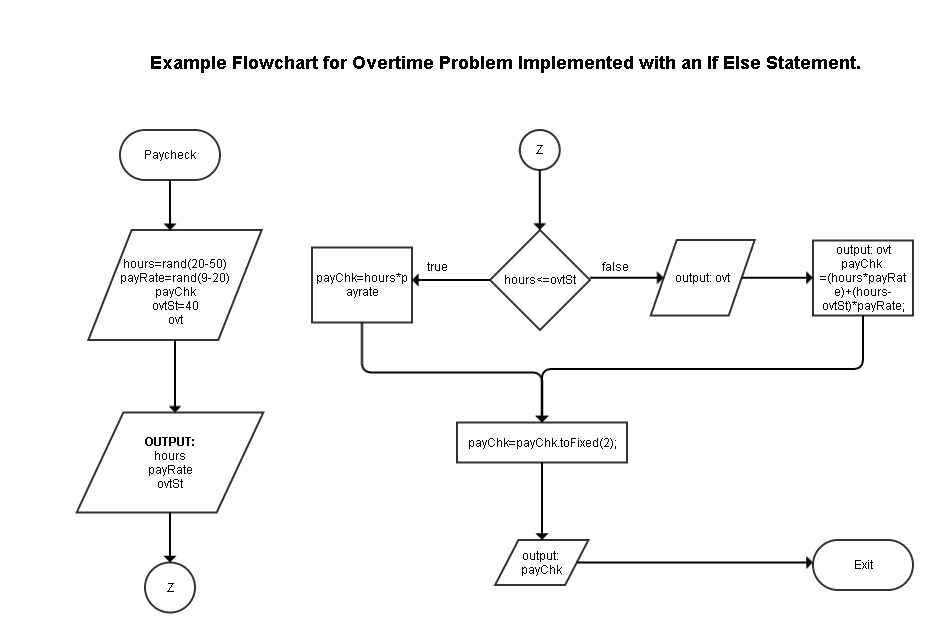 Example Flowchart for Overtime Problem Implemented with an If Else Statement.
Paycheck
hours=rand(20-50)
payRate=rand(9-20)
payChk
ovtSt=40
ovt
OUTPUT:
hours
payRate
ovtSt
Z
Z
hours<=ovtSt
true
payChk=hours*p
ayrate
false
output: ovt
output: ovt
payChk
=(hours*payRat
e)+(hours-
ovtSt)*payRate;
payChk=payChk.toFixed(2);
output:
payChk
Exit